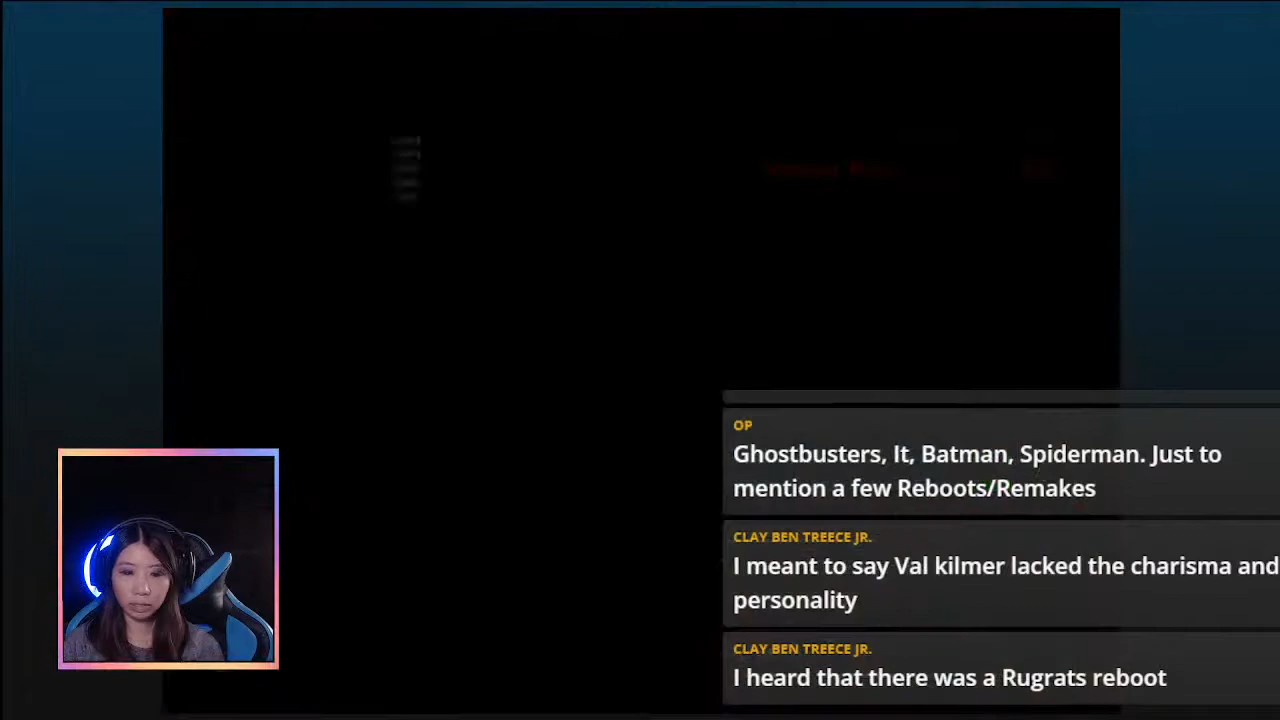 OP
Ghostbusters, It, Batman, Spiderman. Just to
mention a few Reboots/Remakes
CLAY BEN TREECE JR.
I meant to say Val kilmer lacked the charisma and
personality
CLAY BEN TREECE JR.
I heard that there was a Rugrats reboot